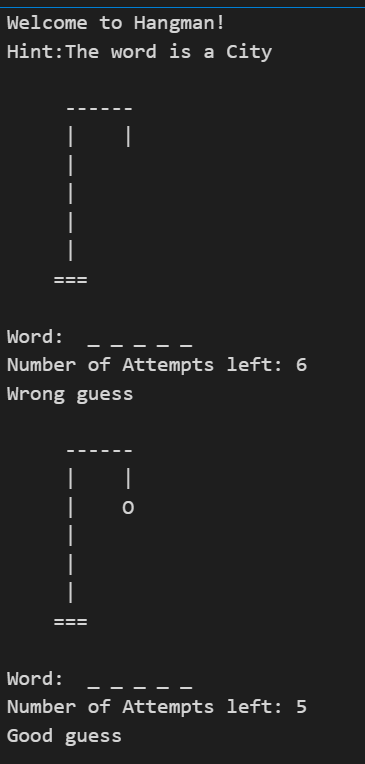 Welcome to Hangman!
Hint:The word is a City
------
|    |
|
|
|
|
===
Word:  _ _ _ _ _
Number of Attempts left: 6
Wrong guess
------
|    |
|    O
|
|
|
===
Word:  _ _ _ _ _
Number of Attempts left: 5
Good guess